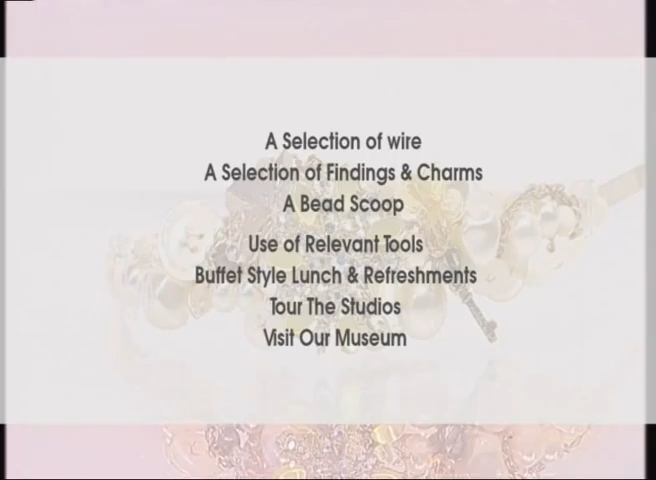 A Selection of wire
A Selection of Findings & Charms
A Bead Scoop
Use of Relevant Tools
Buffet Style Lunch & Refreshments
Tour The Studios
Visit Our Museum